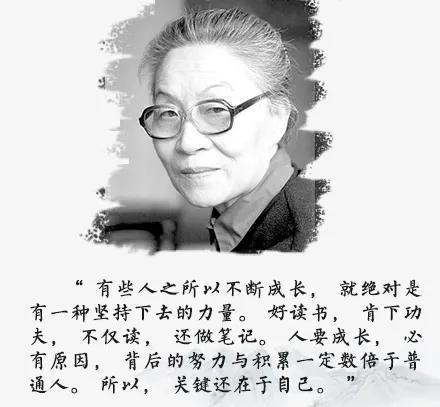 “ 有些人之所以不断成长， 就绝对是
有一种坚持下去的力量。 好读书， 肯下功
夫， 不仅读， 还做笔记。 人要成长， 必
有原因， 背后的努力与积累一定数倍于普
通人。 所以， 关键还在于自己。 ”